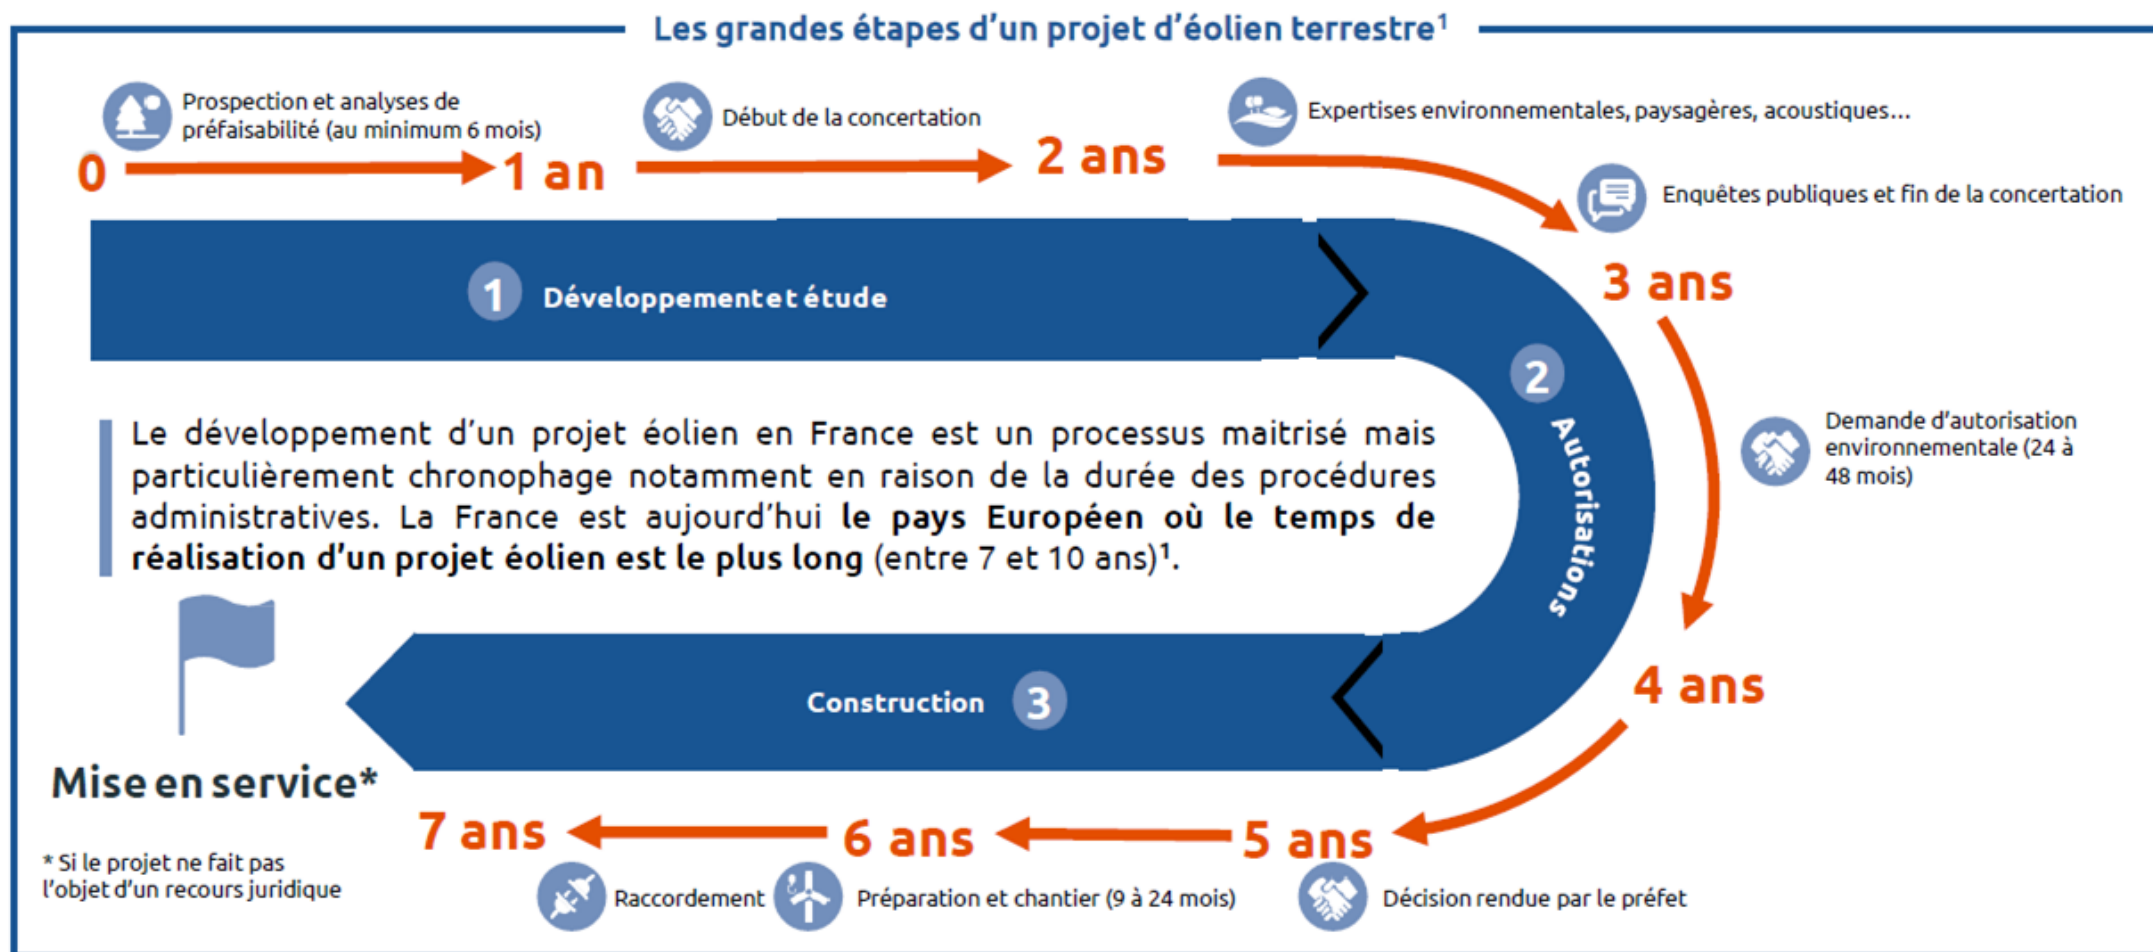 Les grandes étapes d'un projet d'éolien terrestre¹
Prospection et analyses de
préfaisabilité (au minimum 6 mois)
Début de la concertation
Expertises environnementales, paysagères, acoustiques...
0
1 an
2 ans
Enquêtes publiques et fin de la concertation
3 ans
1 Développement et étude
2 Autorisations
Demande d'autorisation
environnementale (24 à
48 mois)
Le développement d'un projet éolien en France est un processus maitrisé mais
particulièrement chronophage notamment en raison de la durée des procédures
administratives. La France est aujourd'hui le pays Européen où le temps de
réalisation d'un projet éolien est le plus long (entre 7 et 10 ans)¹.
4 ans
Construction 3
Mise en service*
7 ans
6 ans
5 ans
* Si le projet ne fait pas
l'objet d'un recours juridique
Raccordement
Préparation et chantier (9 à 24 mois)
Décision rendue par le préfet